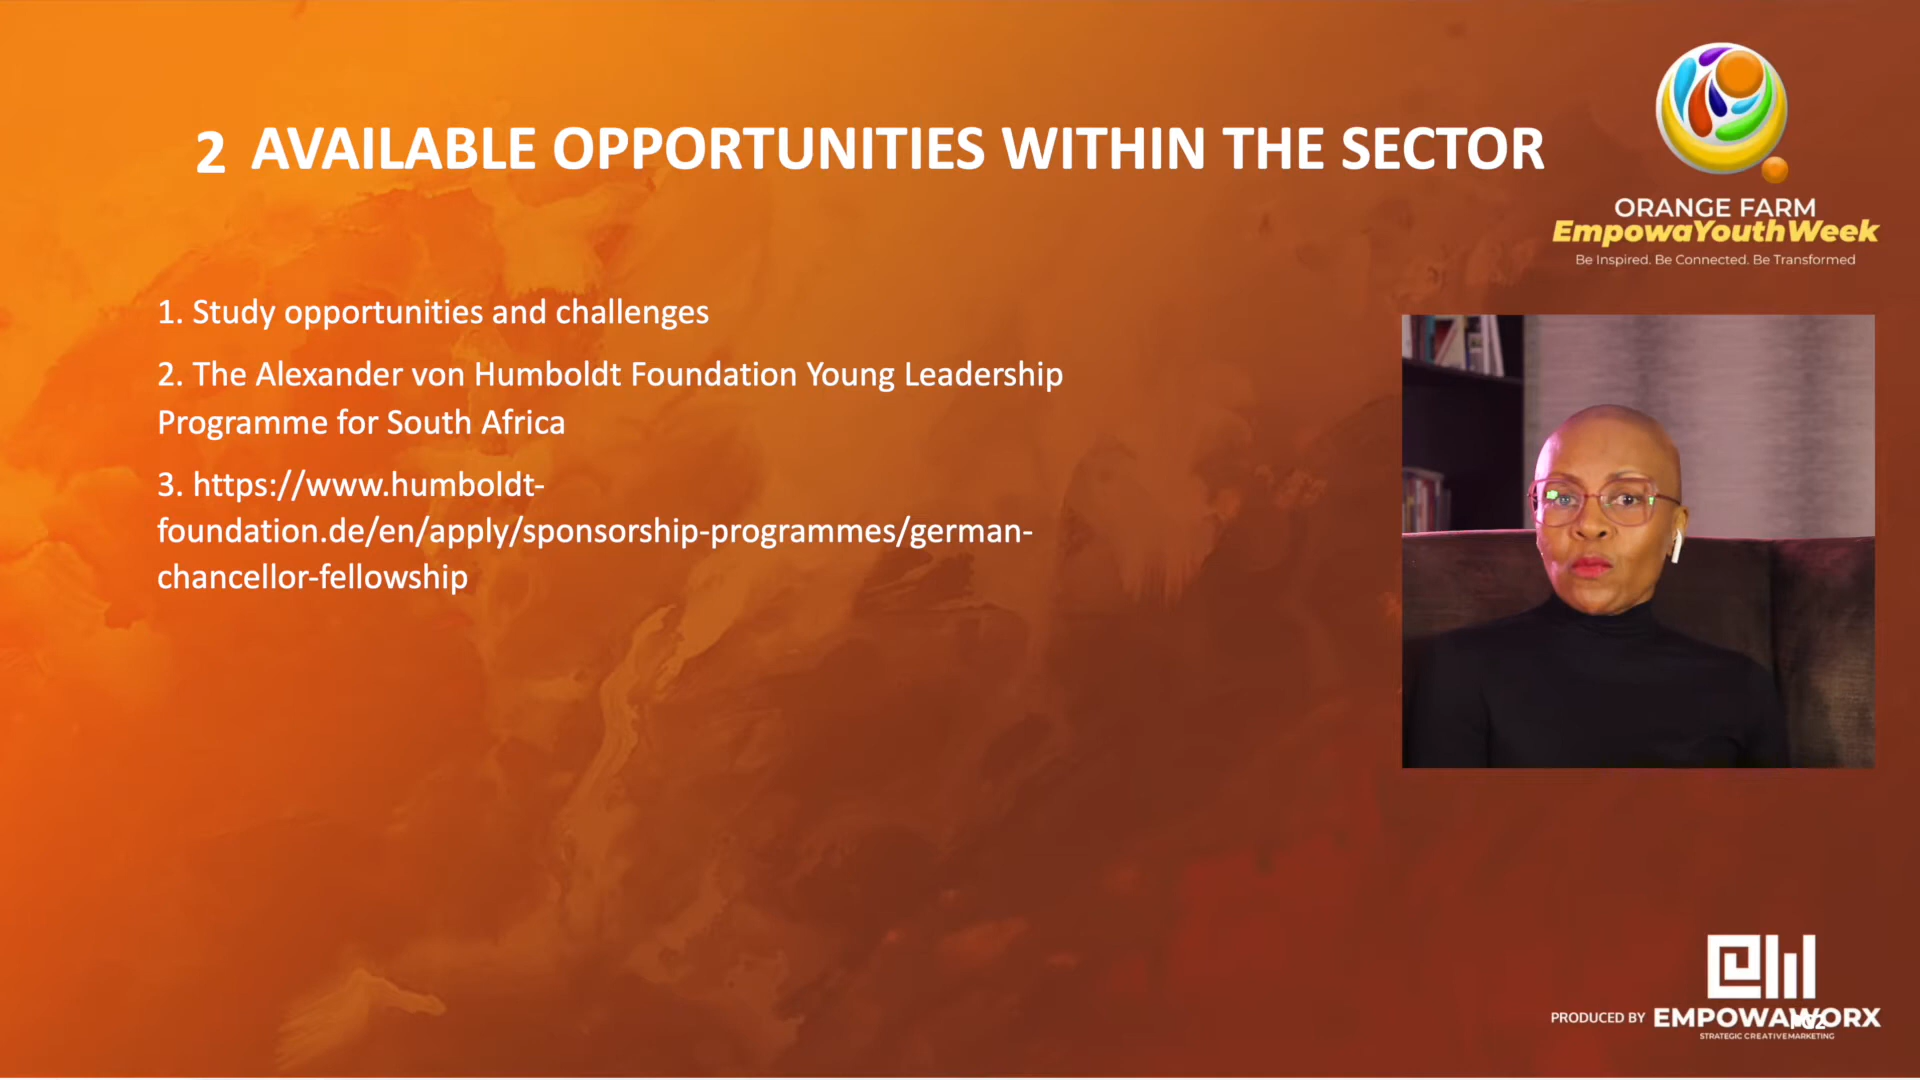 2 AVAILABLE OPPORTUNITIES WITHIN THE SECTOR
ORANGE FARM
EmpowaYouthWeek
Be Inspired. Be Connected. Be Transformed
1. Study opportunities and challenges
2. The Alexander von Humboldt Foundation Young Leadership
Programme for South Africa
3. https://www.humboldt-
foundation.de/en/apply/sponsorship-programmes/german-
chancellor-fellowship
PRODUCED BY EMPOWAWORX
STRATEGIC CREATIVE MARKETING